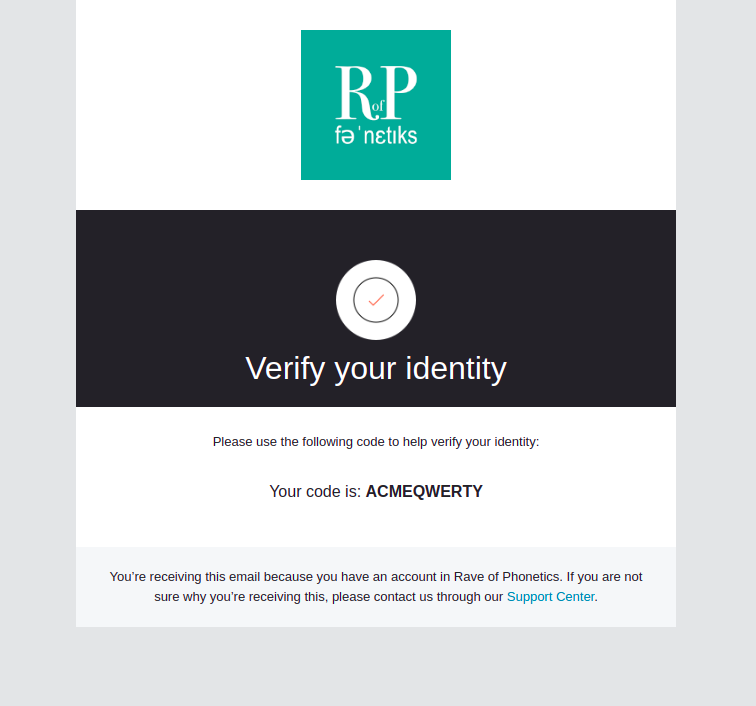 RofP
fəˈnɛtɪks
Verify your identity
Please use the following code to help verify your identity:
Your code is: ACMEQWERTY
You’re receiving this email because you have an account in Rave of Phonetics. If you are not
sure why you’re receiving this, please contact us through our Support Center.